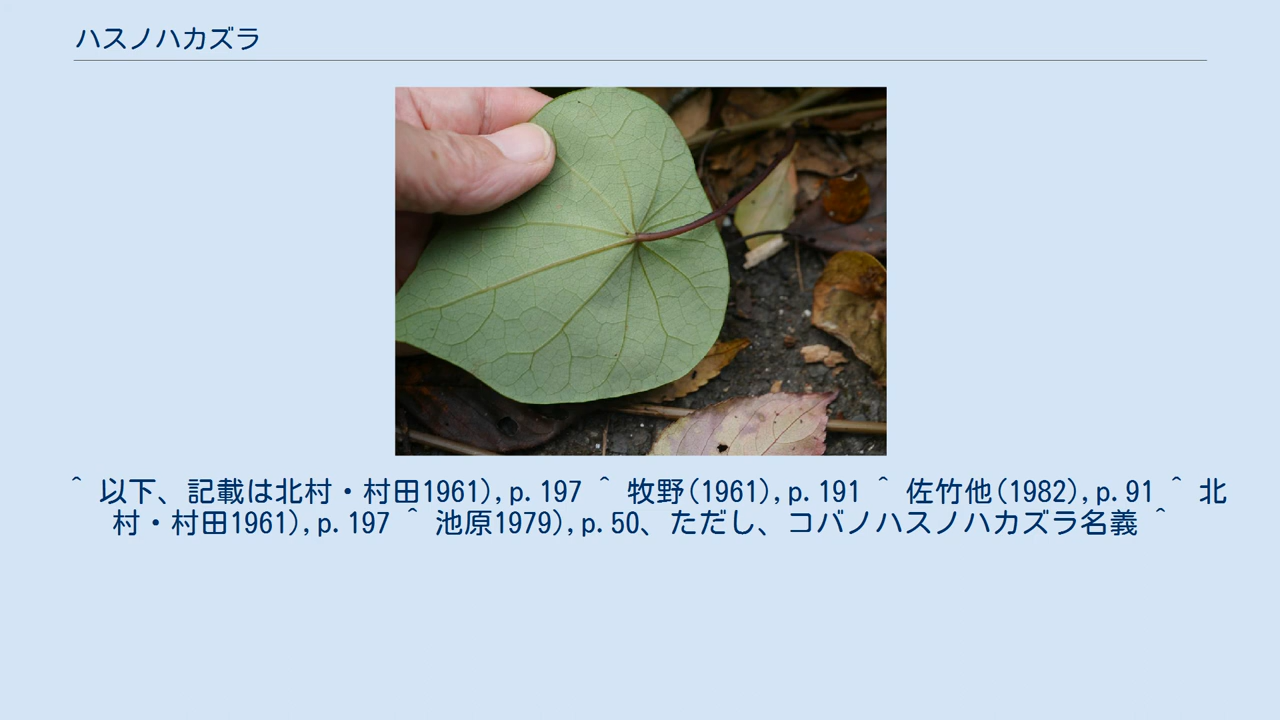 ハスノハカズラ
^ 以下、記載は北村・村田1961),p.197 ^ 牧野(1961),p.191 ^ 佐竹他(1982),p.91 ^ 北
村・村田1961),p.197 ^ 池原1979),p.50、ただし、コバノハスノハカズラ名義 ^